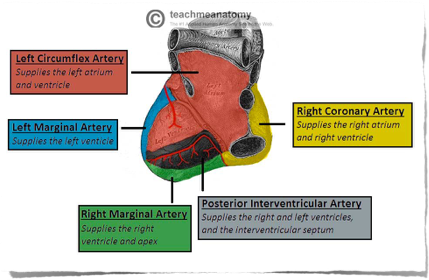 © teachmeanatomy
Left Circumflex Artery
Supplies the left atrium
and ventricle
Left Marginal Artery
Supplies the left venticle
Right Coronary Artery
Supplies the right atrium
and right ventricle
Right Marginal Artery
Supplies the right
ventricle and apex
Posterior Interventricular Artery
Supplies the right and left ventricles,
and the interventricular septum
Left